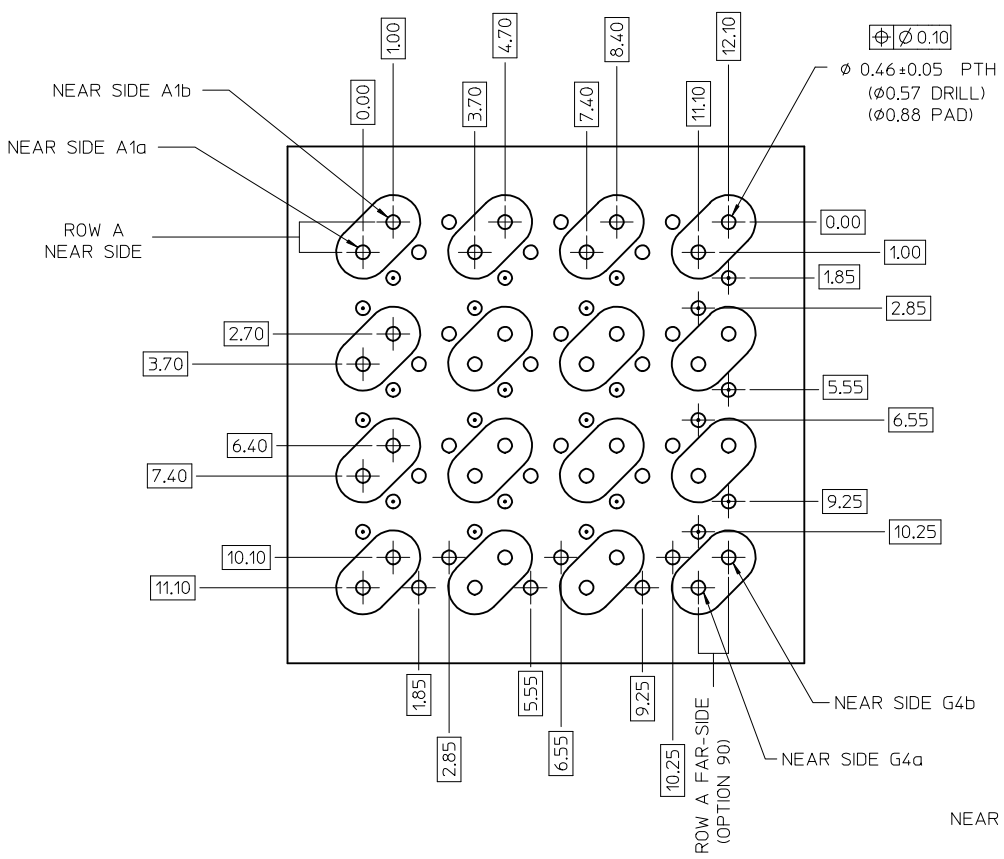 1.00
4.70
8.40
12.10
⌖ Ø 0.10
Ø 0.46±0.05 PTH
(Ø0.57 DRILL)
(Ø0.88 PAD)
NEAR SIDE A1b
0.00
3.70
7.40
11.10
NEAR SIDE A1a
ROW A
NEAR SIDE
0.00
1.00
1.85
2.85
2.70
3.70
5.55
6.55
6.40
7.40
9.25
10.25
10.10
11.10
1.85
2.85
5.55
6.55
9.25
10.25
ROW A FAR-SIDE
(OPTION 90)
NEAR SIDE G4b
NEAR SIDE G4a
NEAR